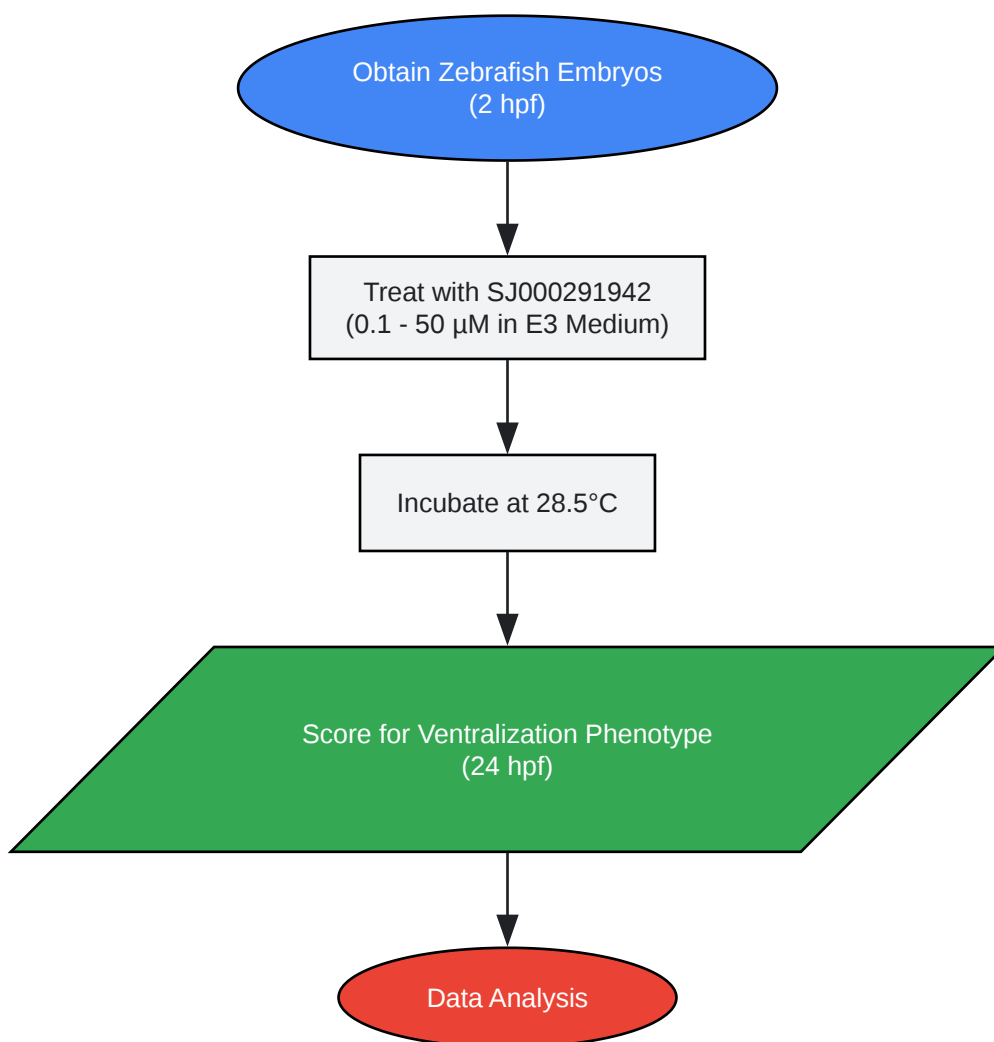 Obtain Zebrafish Embryos
(2 hpf)
Treat with SJ000291942
(0.1 - 50 µM in E3 Medium)
Incubate at 28.5°C
Score for Ventralization Phenotype
(24 hpf)
Data Analysis